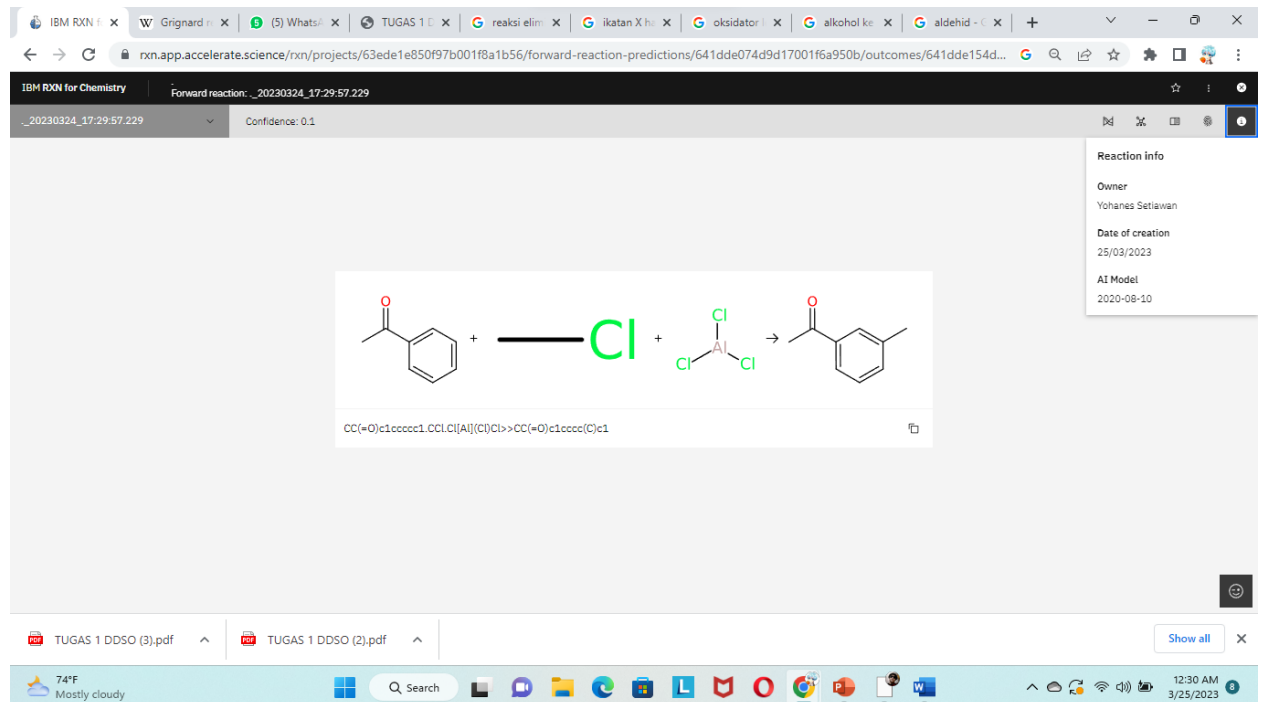 IBM RXN f
Grignard r
(5) WhatsA
TUGAS 1 D
reaksi elim
ikatan X ha
oksidator
alkohol ke
aldehid - 
rxn.app.accelerate.science/rxn/projects/63ede1e850f97b001f8a1b56/forward-reaction-predictions/641dde074d9d17001f6a950b/outcomes/641dde154d...
IBM RXN for Chemistry
Forward reaction: ._20230324_17:29:57.229
._20230324_17:29:57.229
Confidence: 0.1
Reaction info
Owner
Yohanes Setiawan
Date of creation
25/03/2023
AI Model
2020-08-10
O
+
Cl
+
Cl
Al
Cl
Cl
→
O
CC(=O)c1ccccc1.CCl.Cl[Al](Cl)Cl>>CC(=O)c1cccc(C)c1
TUGAS 1 DDSO (3).pdf
TUGAS 1 DDSO (2).pdf
Show all
74°F
Mostly cloudy
Search
12:30 AM
3/25/2023
8